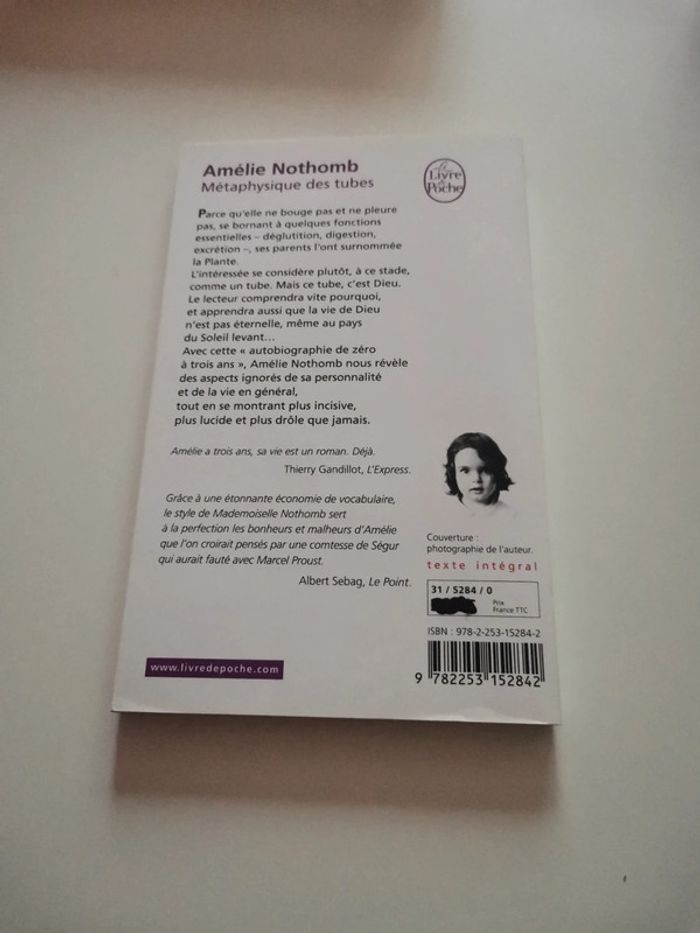 Amélie Nothomb
Métaphysique des tubes
le
Livre
de
Poche
Parce qu'elle ne bouge pas et ne pleure
pas, se bornant à quelques fonctions
essentielles – déglutition, digestion,
excrétion –, ses parents l'ont surnommée
la Plante.
L'intéressée se considère plutôt, à ce stade,
comme un tube. Mais ce tube, c'est Dieu.
Le lecteur comprendra vite pourquoi,
et apprendra aussi que la vie de Dieu
n'est pas éternelle, même au pays
du Soleil levant...
Avec cette « autobiographie de zéro
à trois ans », Amélie Nothomb nous révèle
des aspects ignorés de sa personnalité
et de la vie en général,
tout en se montrant plus incisive,
plus lucide et plus drôle que jamais.
Amélie a trois ans, sa vie est un roman. Déjà.
Thierry Gandillot, L'Express.
Grâce à une étonnante économie de vocabulaire,
le style de Mademoiselle Nothomb sert
à la perfection les bonheurs et malheurs d'Amélie
que l'on croirait pensés par une comtesse de Ségur
qui aurait fauté avec Marcel Proust.
Albert Sebag, Le Point.
Couverture :
photographie de l'auteur.
texte intégral
31 / 5284 / 0
Prix
France TTC
ISBN : 978-2-253-15284-2
9 782253 152842
www.livredepoche.com